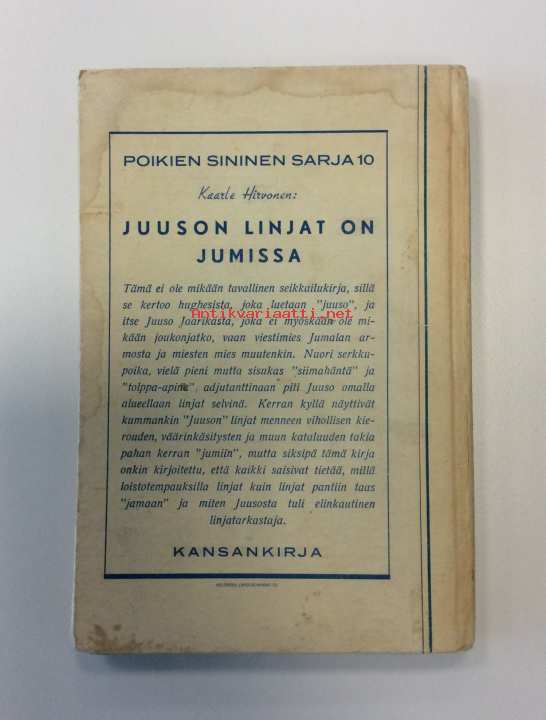 POIKIEN SININEN SARJA 10
Kaarle Hirvonen:
JUUSON LINJAT ON
JUMISSA
Tämä ei ole mikään tavallinen seikkailukirja, sillä
se kertoo hughesista, joka luetaan "juuso", ja
Antikvariaatti.net
itse Juuso Jaarikasta, joka ei myöskään ole mi-
kään joukonjatko, vaan viestimies Jumalan ar-
mosta ja miesten mies muutenkin. Nuori serkku-
poika, vielä pieni mutta sisukas "siimahäntä" ja
"tolppa-apina", adjutanttinaan piti Juuso omalla
alueellaan linjat selvinä. Kerran kyllä näyttivät
kummankin "Juuson" linjat menneen vihollisen kie-
rouden, väärinkäsitysten ja muun kataluuden takia
pahan kerran "jumiin", mutta siksipä tämä kirja
onkin kirjoitettu, että kaikki saisivat tietää, millä
loistotempauksilla linjat kuin linjat pantiin taas
"jamaan" ja miten Juusosta tuli elinkautinen
linjatarkastaja.
KANSANKIRJA